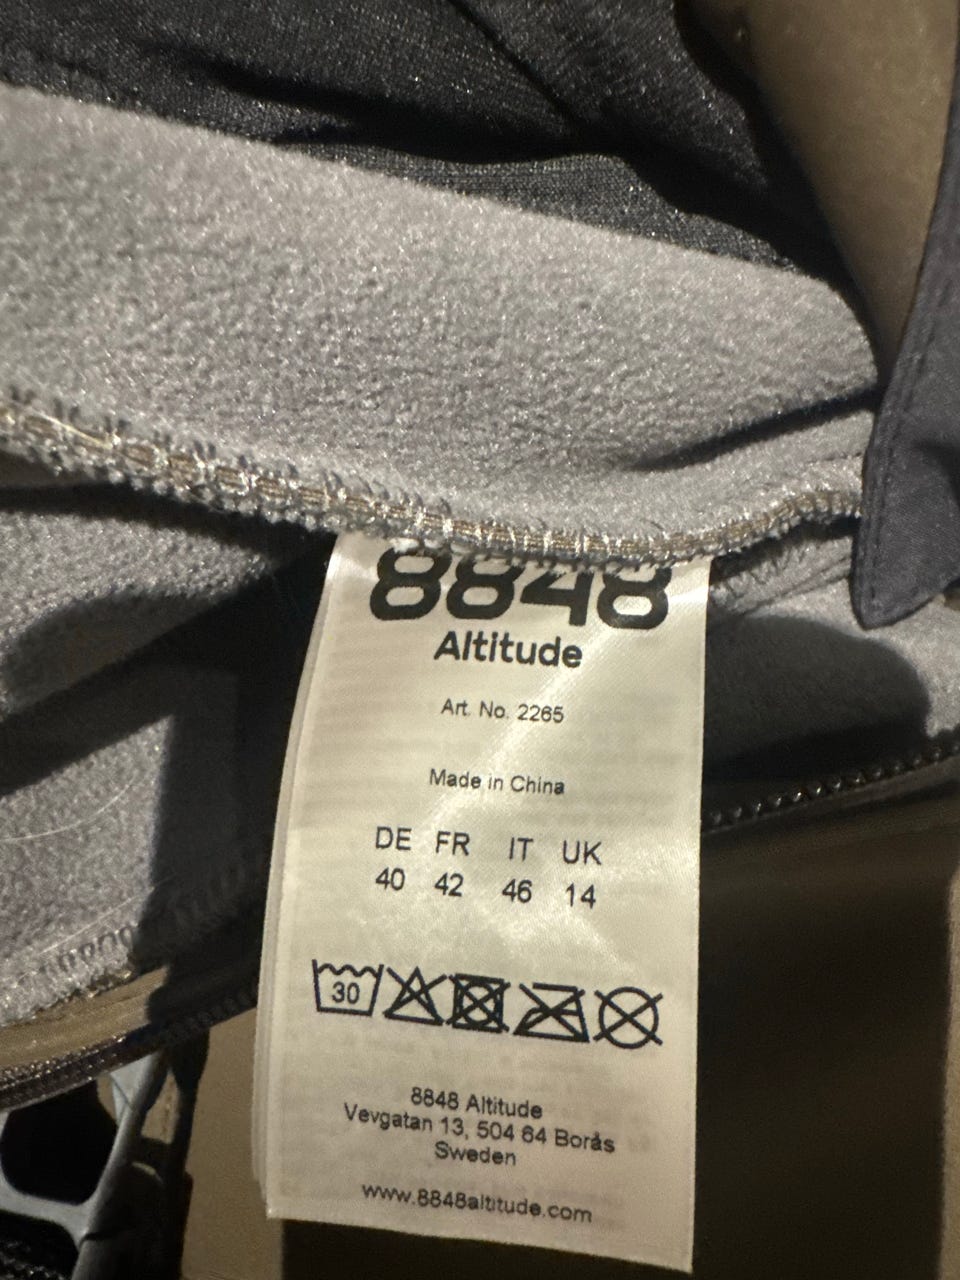 8848
Altitude
Art. No. 2265
Made in China
DE FR IT UK
40 42 46 14
30
8848 Altitude
Vevgatan 13, 504 64 Borås
Sweden
www.8848altitude.com